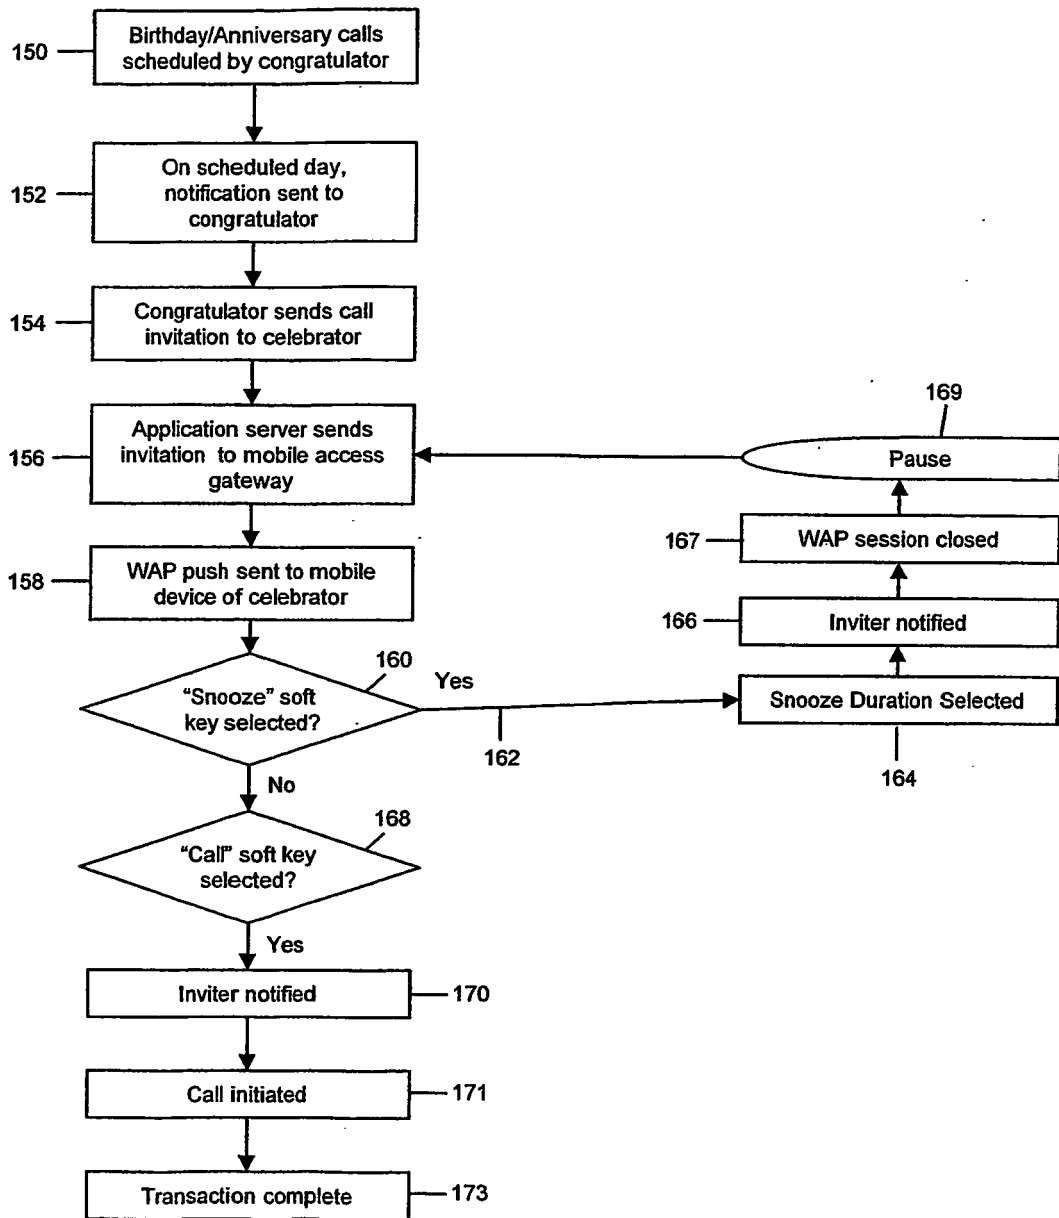 150
Birthday/Anniversary calls
scheduled by congratulator
152
On scheduled day,
notification sent to
congratulator
154
Congratulator sends call
invitation to celebrator
156
Application server sends
invitation to mobile access
gateway
169
Pause
167
WAP session closed
158
WAP push sent to mobile
device of celebrator
166
Inviter notified
160
"Snooze" soft
key selected?
Yes
162
Snooze Duration Selected
164
No
168
"Call" soft key
selected?
Yes
Inviter notified
170
Call initiated
171
Transaction complete
173